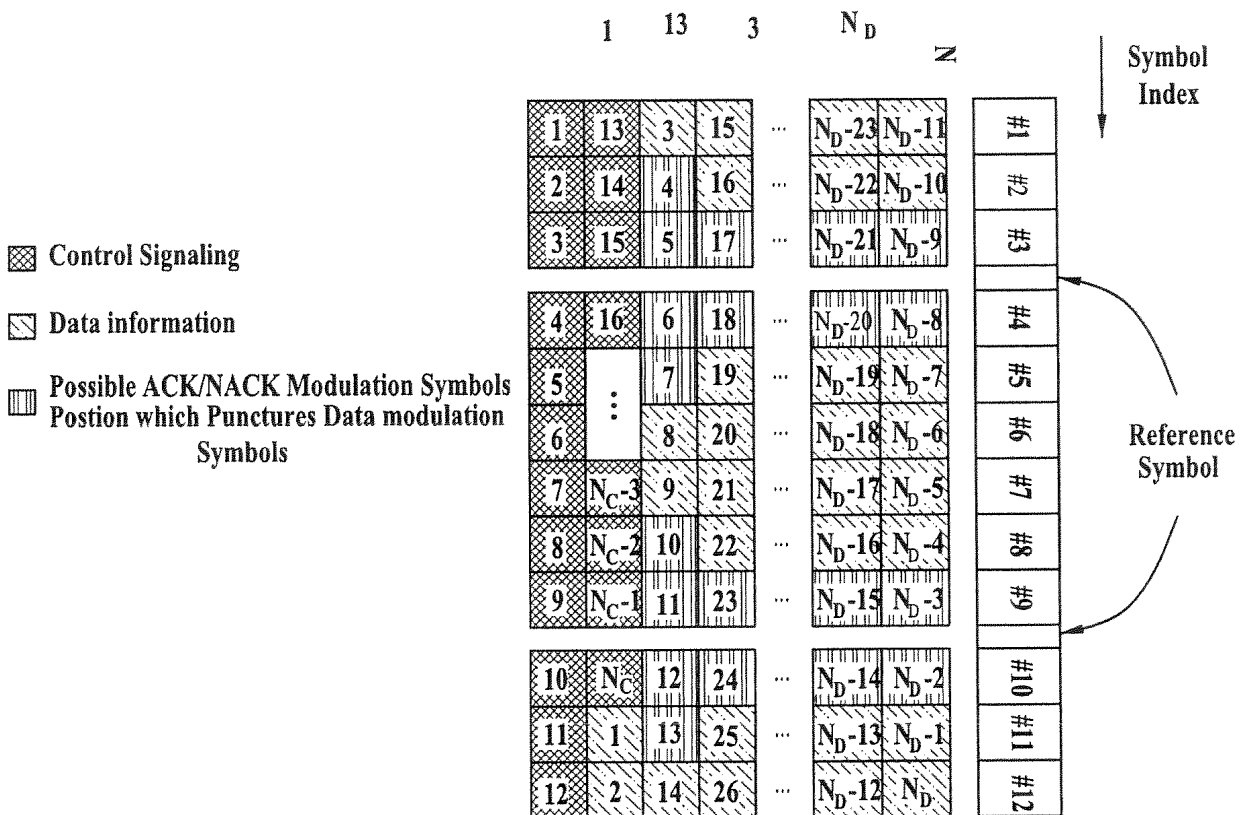 1 13 3 N_D
N
Symbol
Index
1 13 3 15 ... N_D-23 N_D-11 #1
2 14 4 16 ... N_D-22 N_D-10 #2
3 15 5 17 ... N_D-21 N_D-9 #3
Control Signaling
4 16 6 18 ... N_D-20 N_D-8 #4
Data information
5 ... 7 19 ... N_D-19 N_D-7 #5
Possible ACK/NACK Modulation Symbols
Postion which Punctures Data modulation
Symbols
6 8 20 ... N_D-18 N_D-6 #6
Reference
Symbol
7 N_C-3 9 21 ... N_D-17 N_D-5 #7
8 N_C-2 10 22 ... N_D-16 N_D-4 #8
9 N_C-1 11 23 ... N_D-15 N_D-3 #9
10 N_C 12 24 ... N_D-14 N_D-2 #10
11 1 13 25 ... N_D-13 N_D-1 #11
12 2 14 26 ... N_D-12 N_D #12